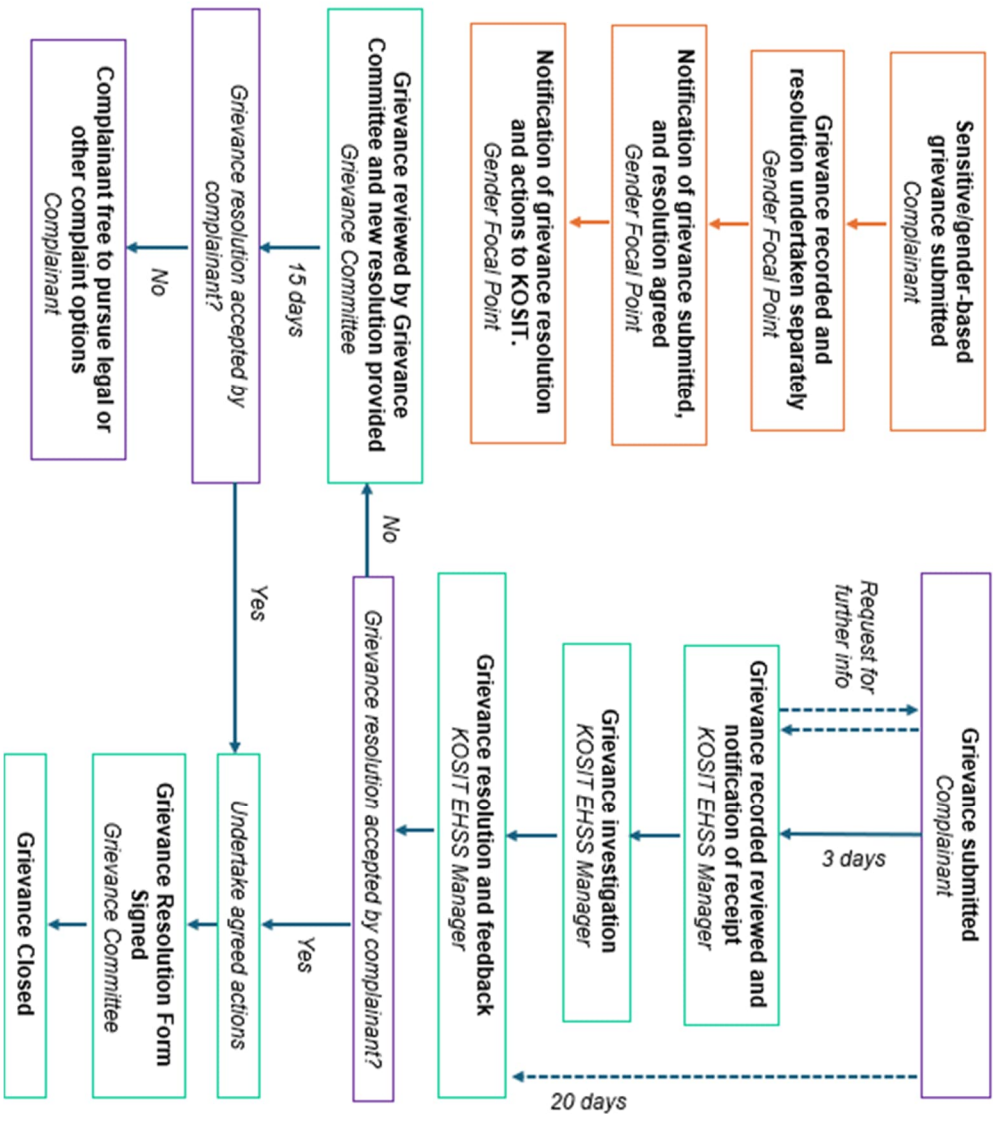 Sensitive/gender-based
grievance submitted
Complainant
Grievance recorded and
resolution undertaken separately
Gender Focal Point
Notification of grievance submitted,
and resolution agreed
Gender Focal Point
Notification of grievance resolution
and actions to KOSIT.
Gender Focal Point
Grievance submitted
Complainant
Request for
further info
3 days
20 days
Grievance recorded reviewed and
notification of receipt
KOSIT EHSS Manager
Grievance investigation
KOSIT EHSS Manager
Grievance resolution and feedback
KOSIT EHSS Manager
Grievance resolution accepted by complainant?
No
Yes
Grievance reviewed by Grievance
Committee and new resolution provided
Grievance Committee
15 days
Grievance resolution accepted by
complainant?
Yes
No
Complainant free to pursue legal or
other complaint options
Complainant
Undertake agreed actions
Grievance Resolution Form
Signed
Grievance Committee
Grievance Closed